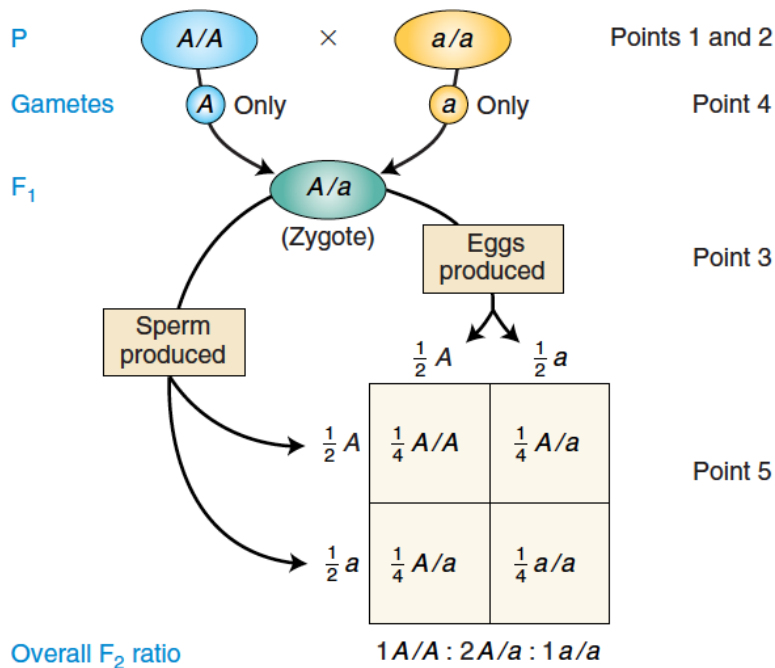 P A/A × a/a Points 1 and 2
Gametes A Only a Only Point 4
F₁ A/a
(Zygote)
Eggs
produced
Point 3
Sperm
produced
1/2 A 1/2 a
1/2 A 1/4 A/A 1/4 A/a
Point 5
1/2 a 1/4 A/a 1/4 a/a
Overall F₂ ratio 1 A/A : 2 A/a : 1 a/a